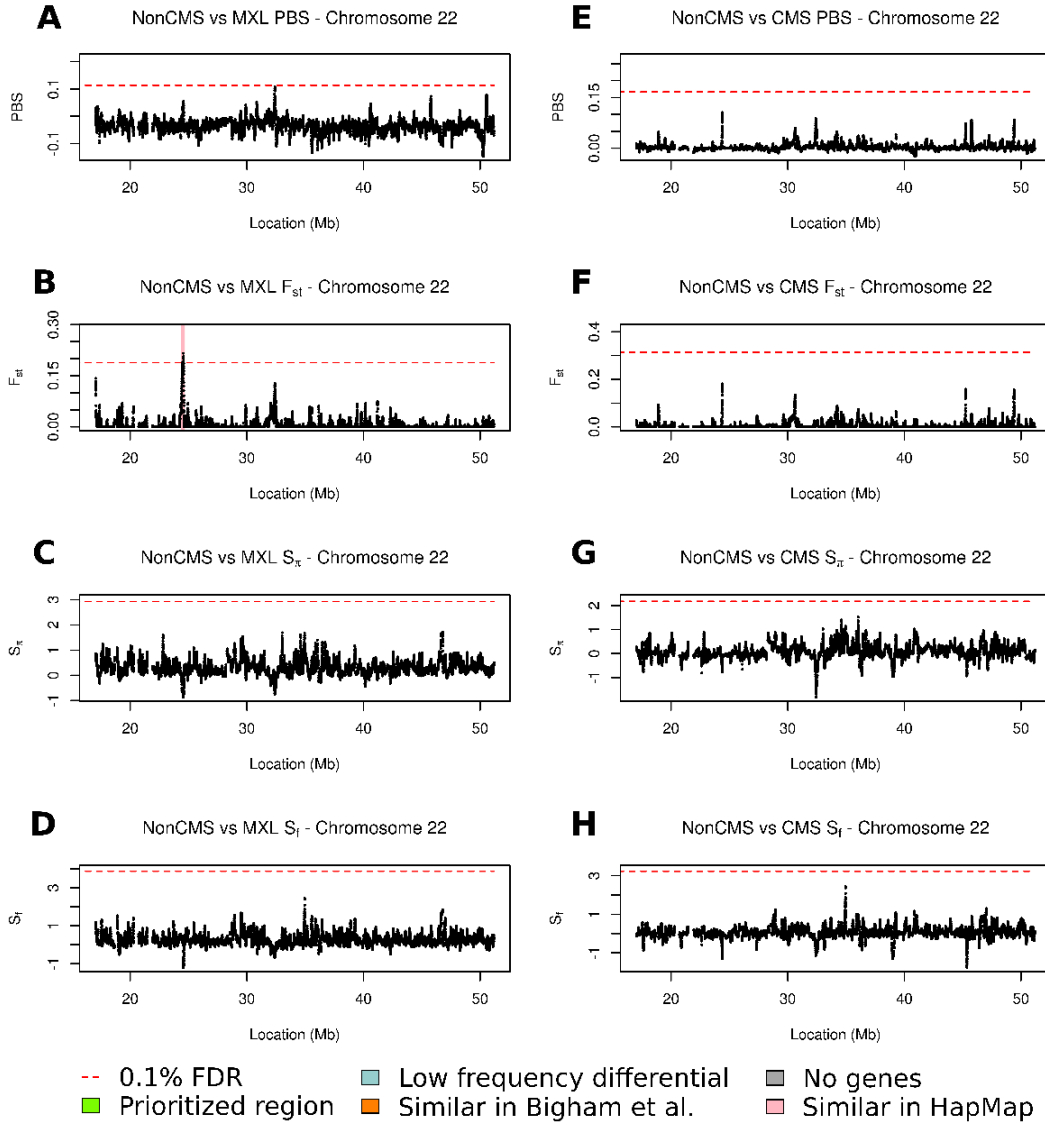 A
NonCMS vs MXL PBS - Chromosome 22
PBS
-0.1
0.1
20
30
40
50
Location (Mb)
E
NonCMS vs CMS PBS - Chromosome 22
PBS
0.00
0.15
20
30
40
50
Location (Mb)
B
NonCMS vs MXL Fst - Chromosome 22
Fst
0.00
0.15
0.30
20
30
40
50
Location (Mb)
F
NonCMS vs CMS Fst - Chromosome 22
Fst
0.0
0.2
0.4
20
30
40
50
Location (Mb)
C
NonCMS vs MXL Sπ - Chromosome 22
Sπ
-1
0
1
2
3
20
30
40
50
Location (Mb)
G
NonCMS vs CMS Sπ - Chromosome 22
Sπ
-1
0
1
2
20
30
40
50
Location (Mb)
D
NonCMS vs MXL Sf - Chromosome 22
Sf
-1
1
3
20
30
40
50
Location (Mb)
H
NonCMS vs CMS Sf - Chromosome 22
Sf
-1
1
3
20
30
40
50
Location (Mb)
0.1% FDR
Low frequency differential
No genes
Prioritized region
Similar in Bigham et al.
Similar in HapMap